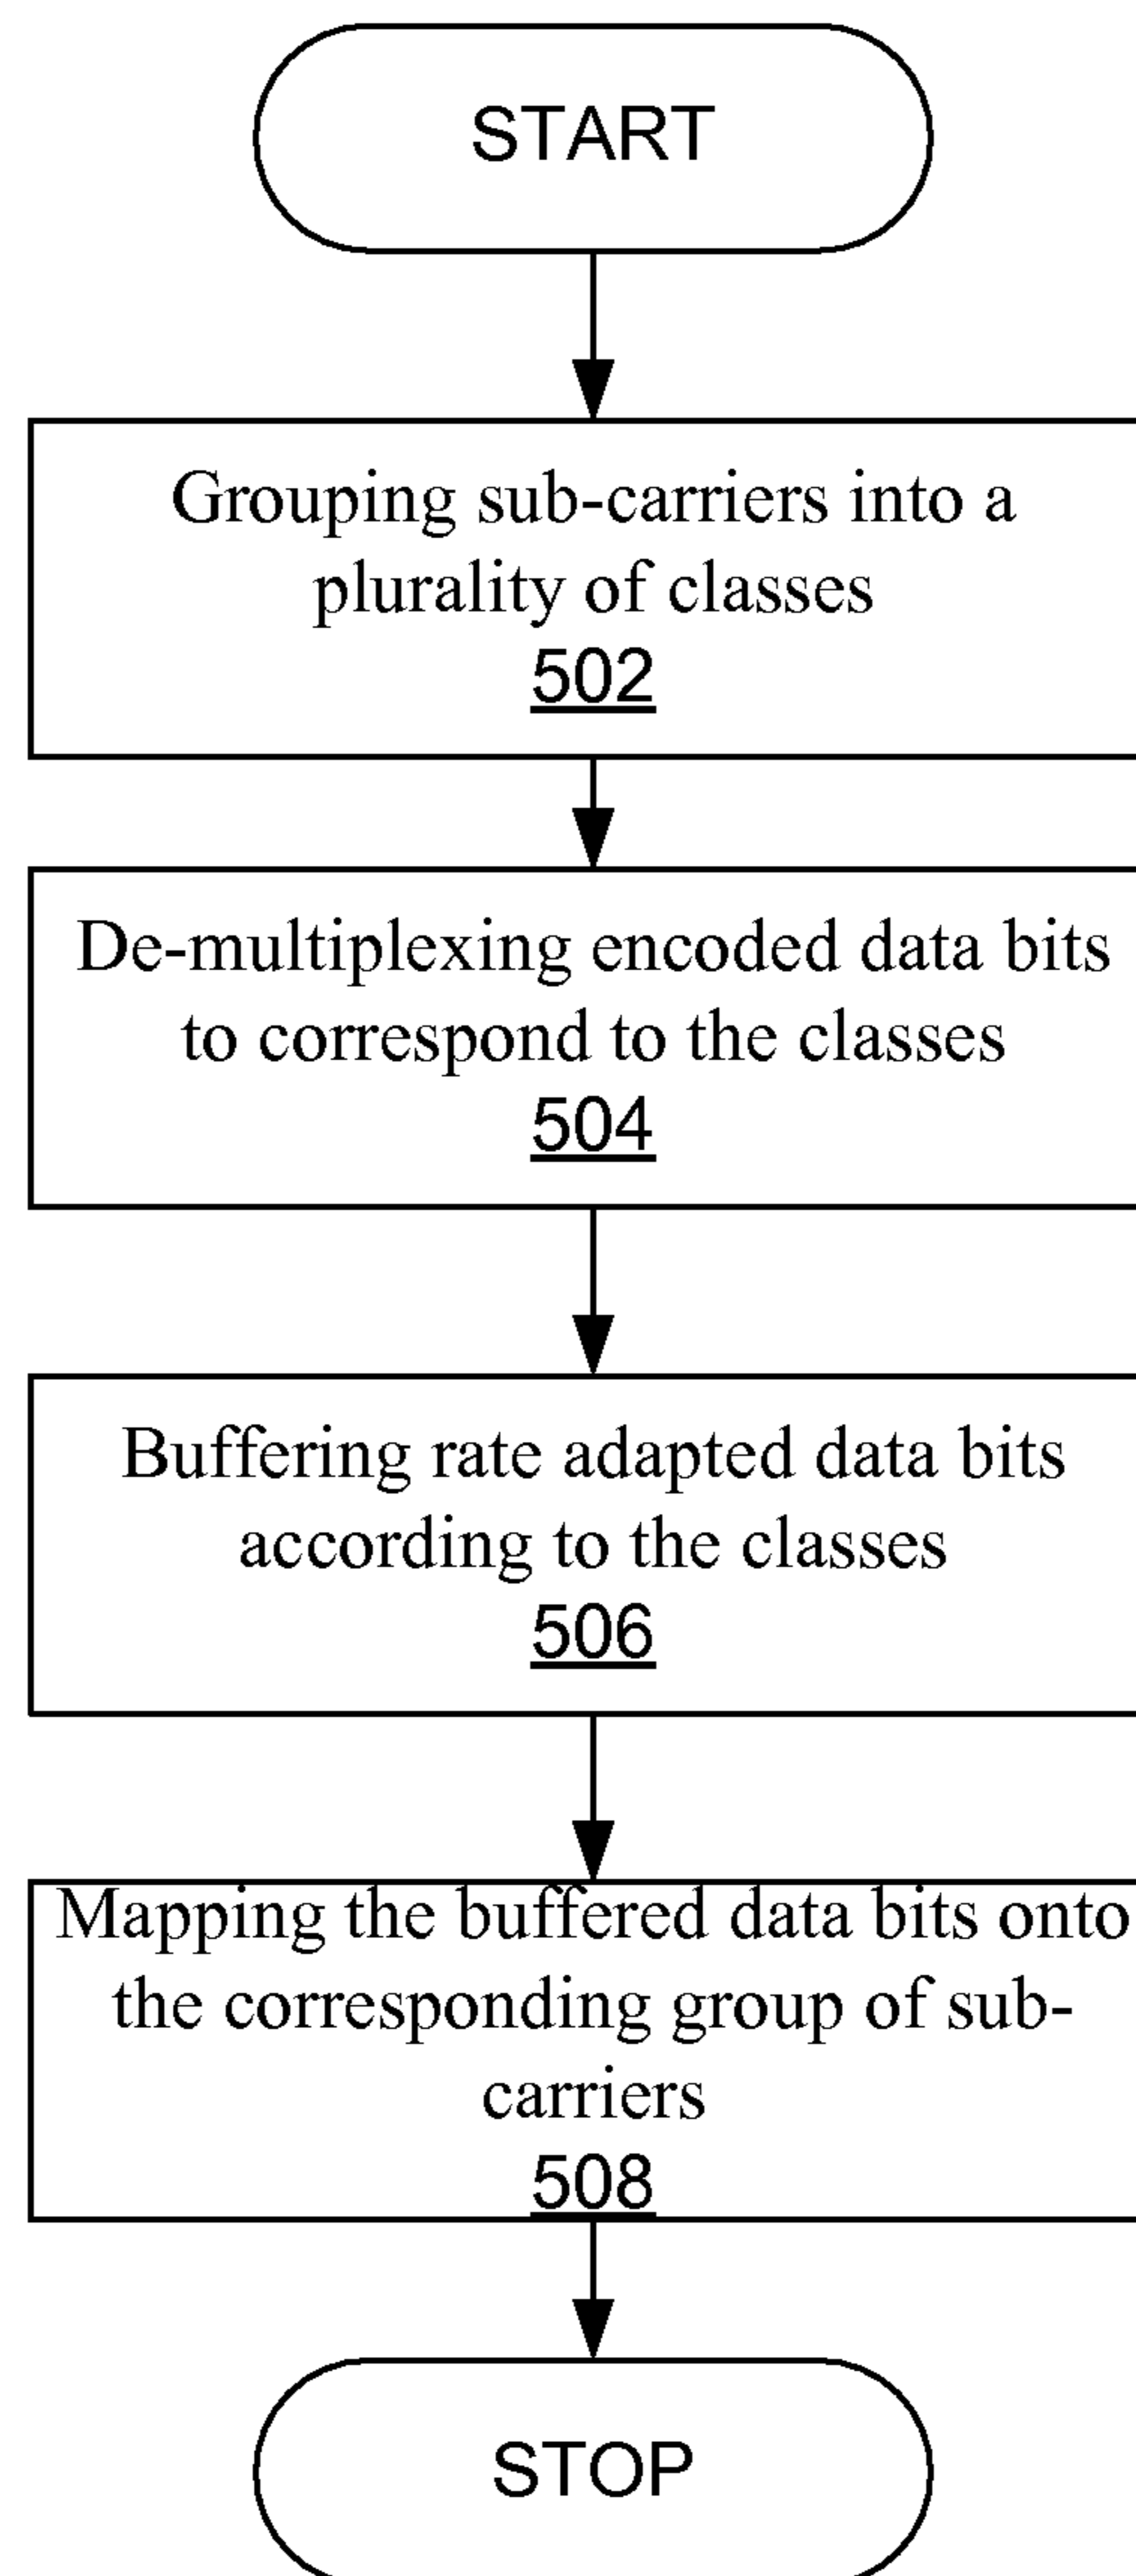 START
Grouping sub-carriers into a
plurality of classes
502
De-multiplexing encoded data bits
to correspond to the classes
504
Buffering rate adapted data bits
according to the classes
506
Mapping the buffered data bits onto
the corresponding group of sub-
carriers
508
STOP